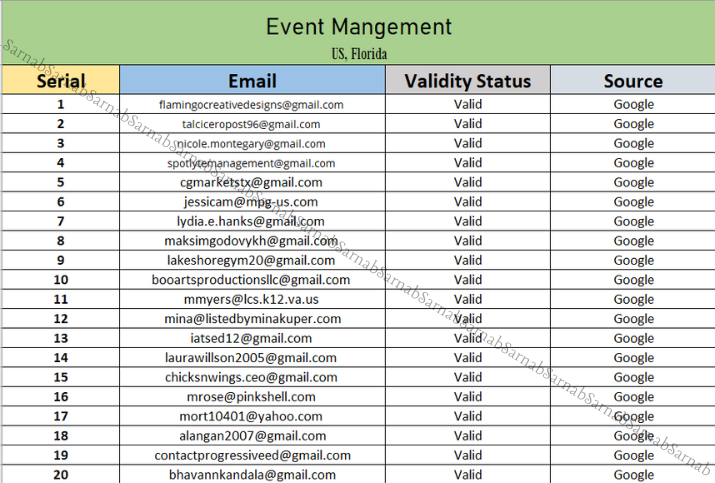 Event Mangement
US, Florida
Serial Email Validity Status Source
1 flamingocreativedesigns@gmail.com Valid Google
2 talciceropost96@gmail.com Valid Google
3 nicole.montegary@gmail.com Valid Google
4 spotlytemanagement@gmail.com Valid Google
5 cgmarketstx@gmail.com Valid Google
6 jessicam@mpg-us.com Valid Google
7 lydia.e.hanks@gmail.com Valid Google
8 maksimgodovykh@gmail.com Valid Google
9 lakeshoregym20@gmail.com Valid Google
10 booartsproductionsllc@gmail.com Valid Google
11 mmyers@lcs.k12.va.us Valid Google
12 mina@listedbyminakuper.com Valid Google
13 iatsed12@gmail.com Valid Google
14 laurawillson2005@gmail.com Valid Google
15 chicksnwings.ceo@gmail.com Valid Google
16 mrose@pinkshell.com Valid Google
17 mort10401@yahoo.com Valid Google
18 alangan2007@gmail.com Valid Google
19 contactprogressiveed@gmail.com Valid Google
20 bhavannkandala@gmail.com Valid Google
SarnabSarnabSarnabSarnabSarnabSarnabSarnabSarnabSarnabSarnabSarnabSarnabSarnabSarnabSarnabSarnab